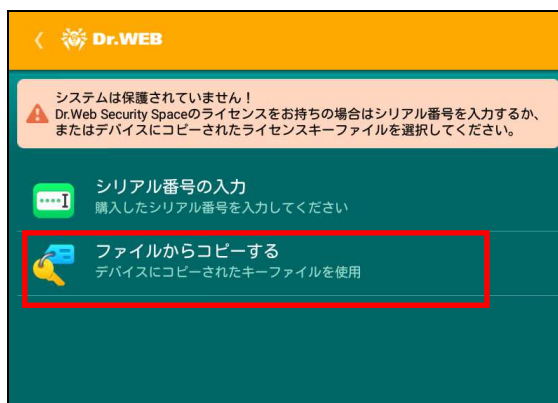 Dr.WEB
システムは保護されていません！
Dr.Web Security Spaceのライセンスをお持ちの場合はシリアル番号を入力するか、
またはデバイスにコピーされたライセンスキーファイルを選択してください。
シリアル番号の入力
購入したシリアル番号を入力してください
ファイルからコピーする
デバイスにコピーされたキーファイルを使用